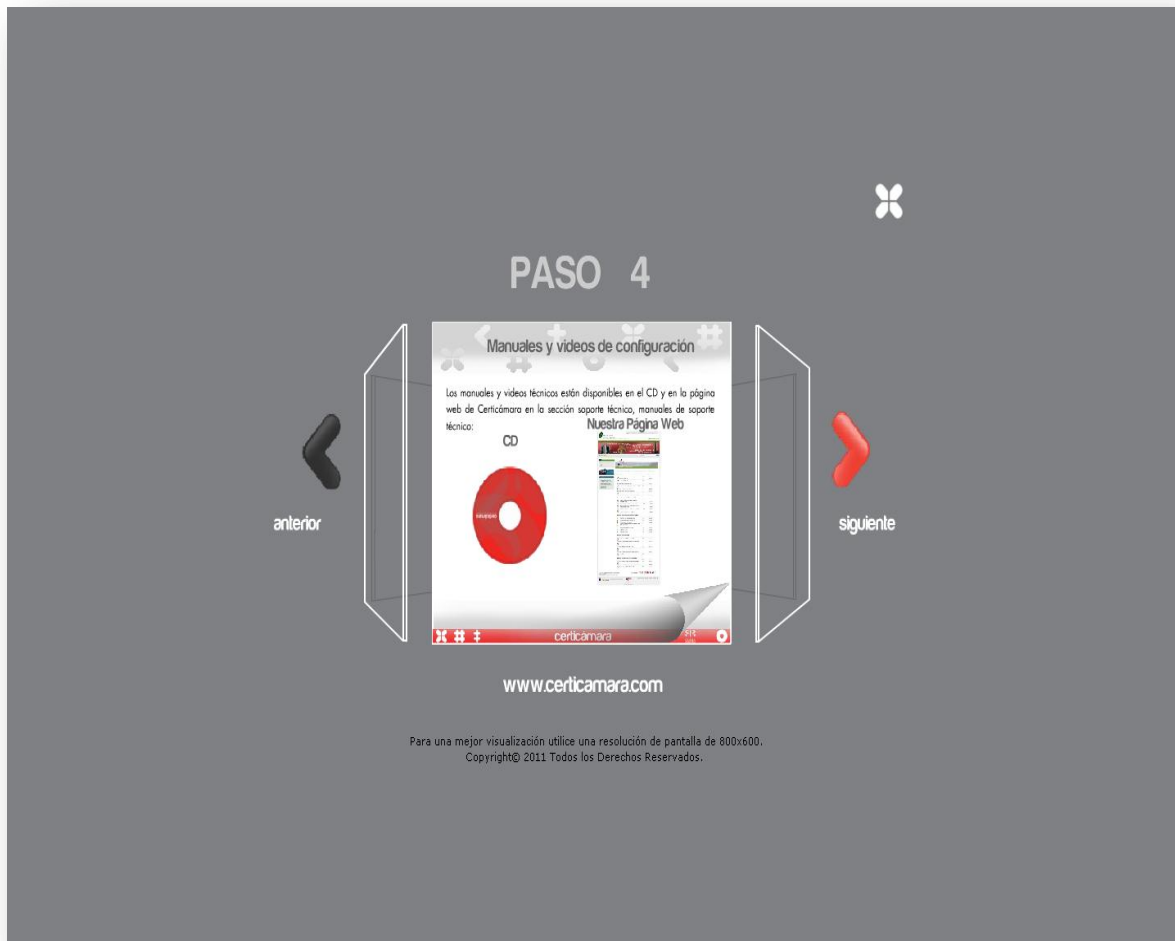 PASO 4
Manuales y videos de configuración
Los manuales y videos técnicos están disponibles en el CD y en la página
web de Certicámara en la sección soporte técnico, manuales de soporte
técnico:
Nuestra Página Web
CD
anterior
siguiente
certicámara
www.certicamara.com
Para una mejor visualización utilice una resolución de pantalla de 800x600.
Copyright© 2011 Todos los Derechos Reservados.